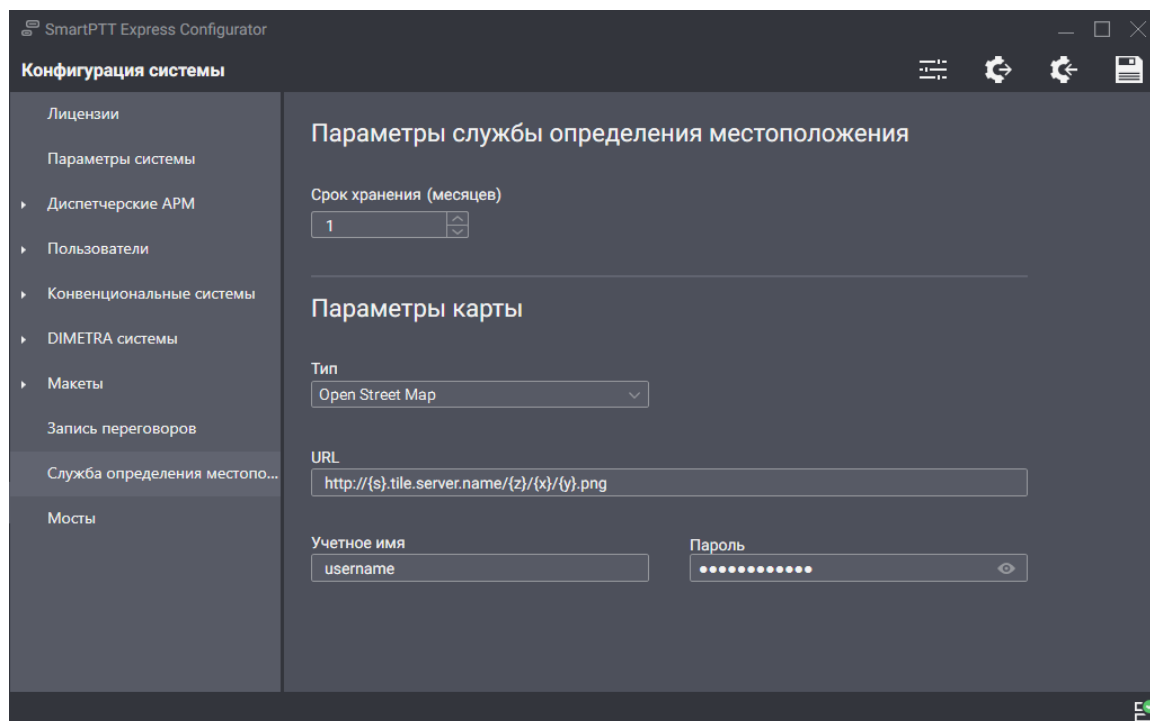 SmartPTT Express Configurator
Конфигурация системы
Лицензии
Параметры системы
Диспетчерские АРМ
Пользователи
Конвенциональные системы
DIMETRA системы
Макеты
Запись переговоров
Служба определения местопо...
Мосты
Параметры службы определения местоположения
Срок хранения (месяцев)
1
Параметры карты
Тип
Open Street Map
URL
http://{s}.tile.server.name/{z}/{x}/{y}.png
Учетное имя
username
Пароль
••••••••••••